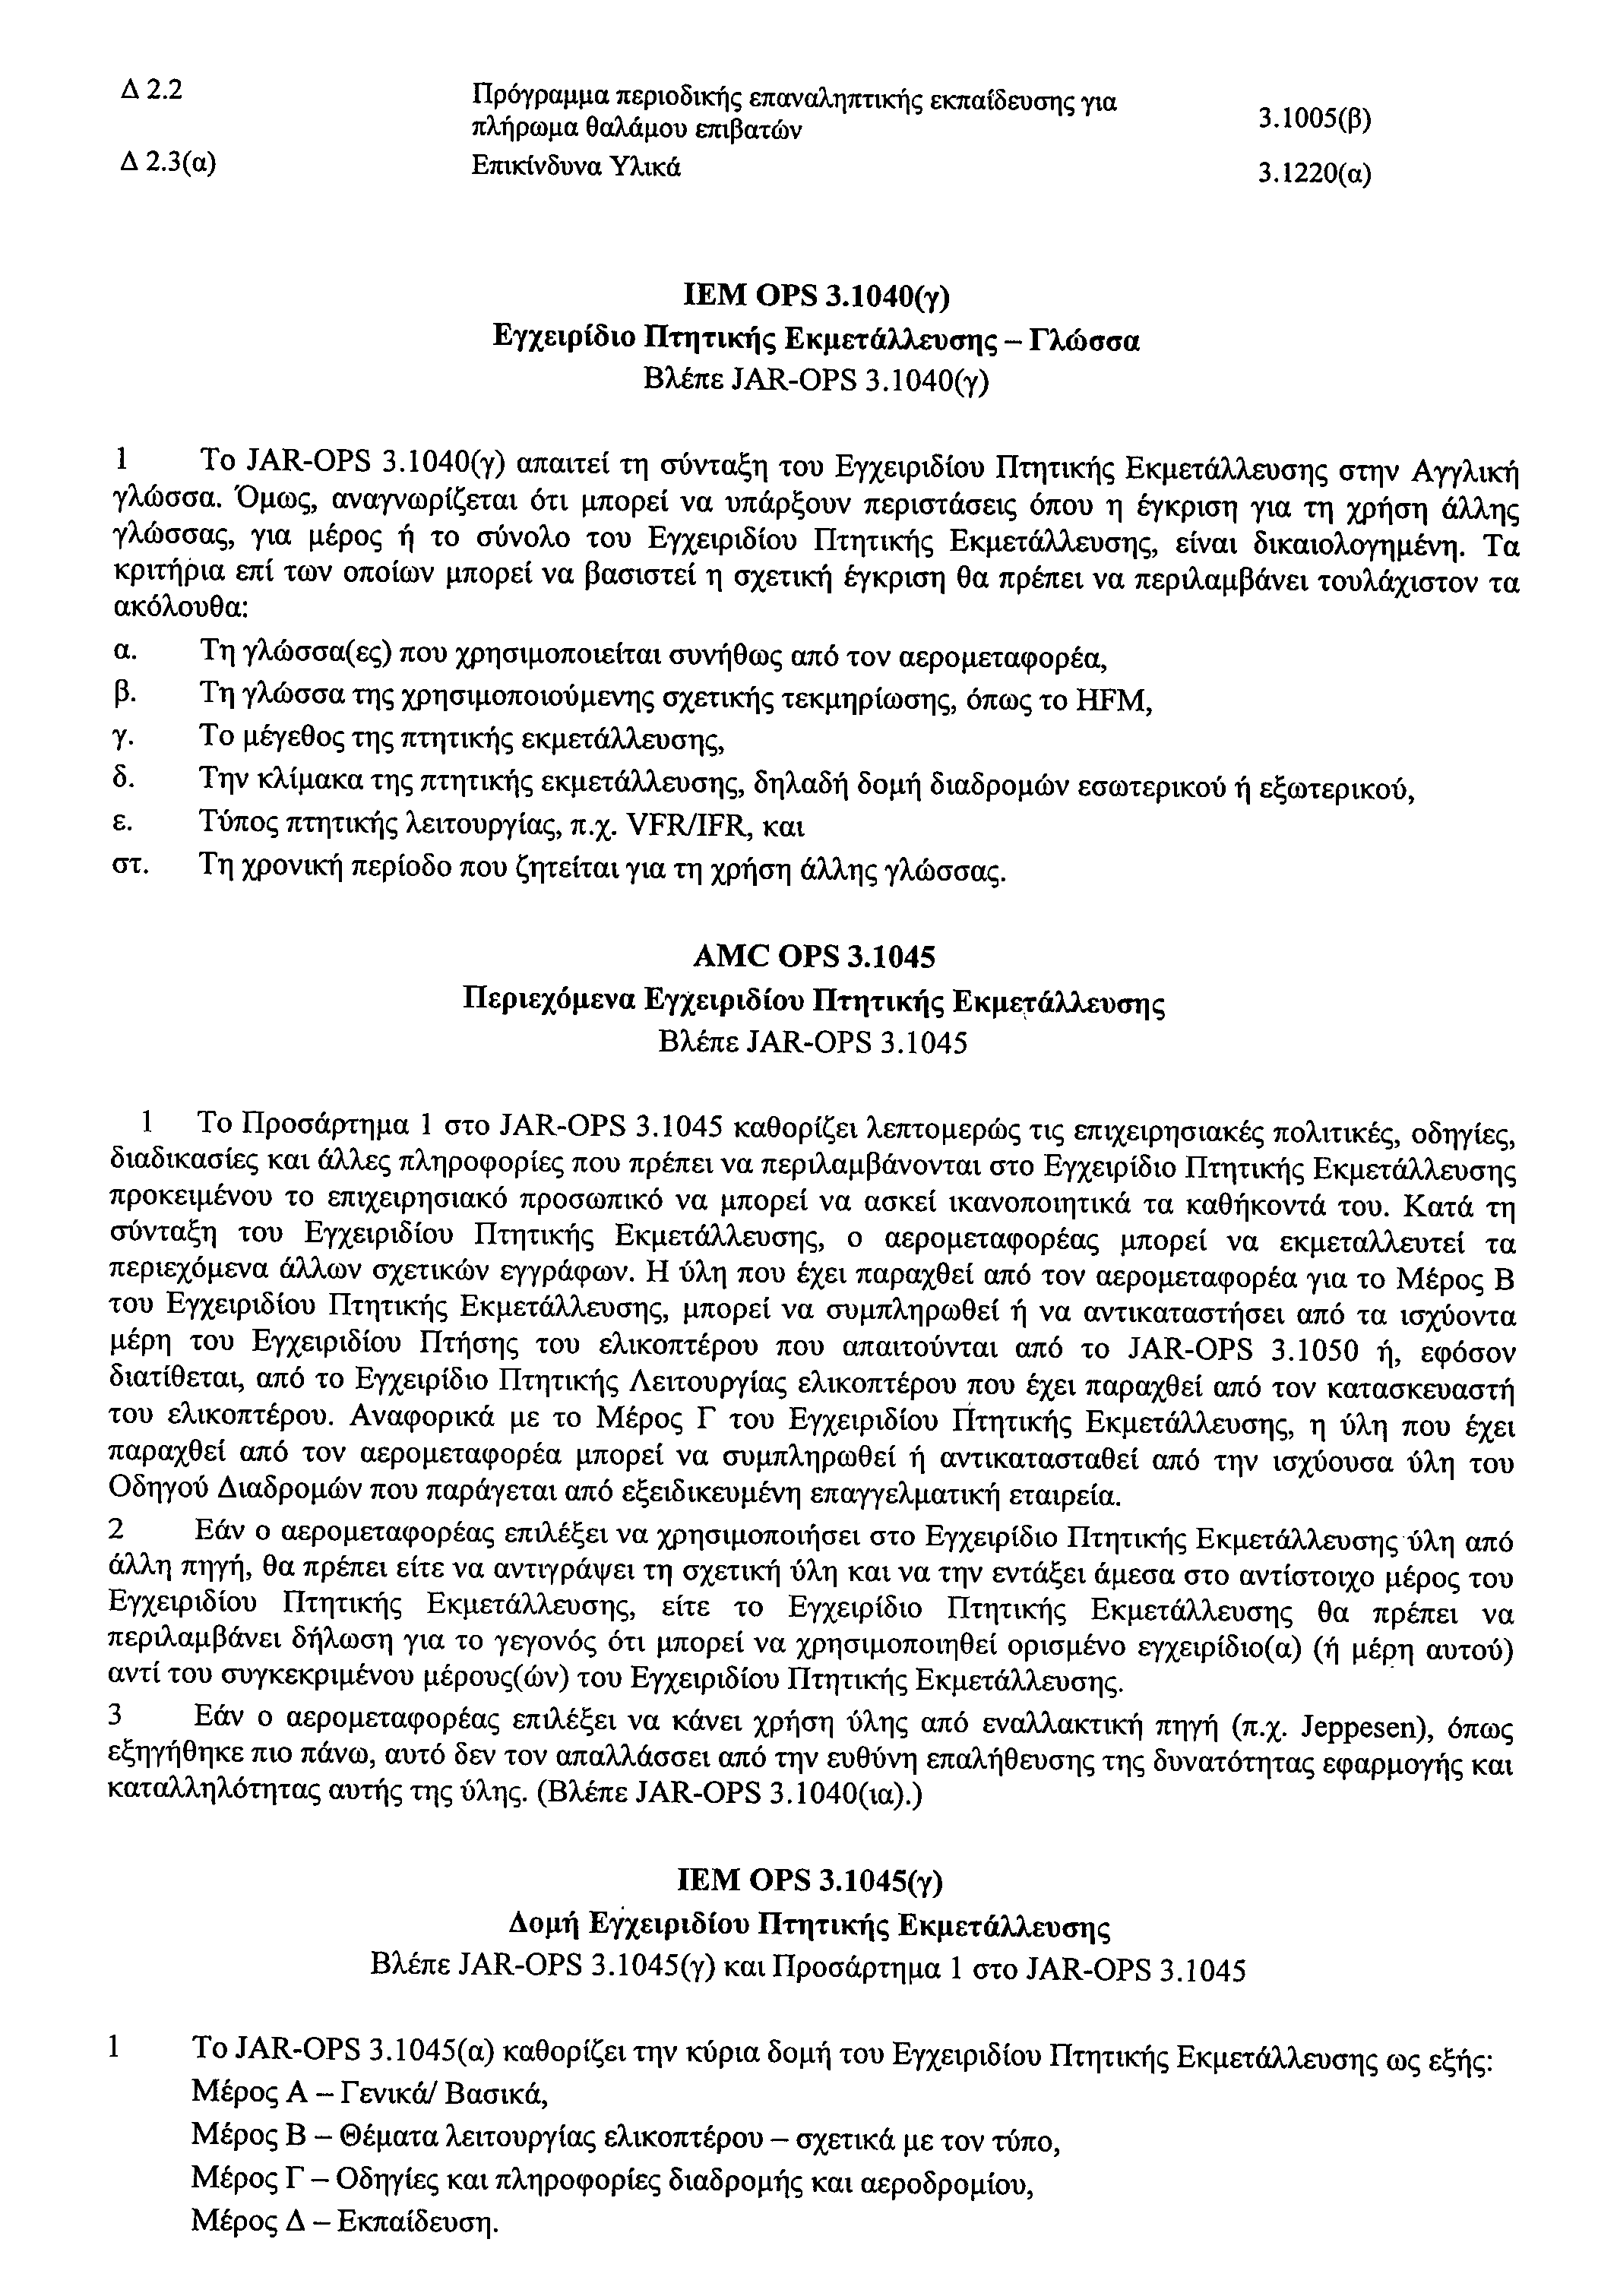 Δ 2.2 Πρόγραμμα περιοδικής επαναληπτικής εκπαίδευσης για
πλήρωμα θαλάμου επιβατών 3.1005(β)
Δ 2.3(α) Επικίνδυνα Υλικά 3.1220(α)
IEM OPS 3.1040(γ)
Εγχειρίδιο Πτητικής Εκμετάλλευσης – Γλώσσα
Βλέπε JAR-OPS 3.1040(γ)
1 Το JAR-OPS 3.1040(γ) απαιτεί τη σύνταξη του Εγχειριδίου Πτητικής Εκμετάλλευσης στην Αγγλική
γλώσσα. Όμως, αναγνωρίζεται ότι μπορεί να υπάρξουν περιστάσεις όπου η έγκριση για τη χρήση άλλης
γλώσσας, για μέρος ή το σύνολο του Εγχειριδίου Πτητικής Εκμετάλλευσης, είναι δικαιολογημένη. Τα
κριτήρια επί των οποίων μπορεί να βασιστεί η σχετική έγκριση θα πρέπει να περιλαμβάνει τουλάχιστον τα
ακόλουθα:
α. Τη γλώσσα(ες) που χρησιμοποιείται συνήθως από τον αερομεταφορέα,
β. Τη γλώσσα της χρησιμοποιούμενης σχετικής τεκμηρίωσης, όπως το HFM,
γ. Το μέγεθος της πτητικής εκμετάλλευσης,
δ. Την κλίμακα της πτητικής εκμετάλλευσης, δηλαδή δομή διαδρομών εσωτερικού ή εξωτερικού,
ε. Τύπος πτητικής λειτουργίας, π.χ. VFR/IFR, και
στ. Τη χρονική περίοδο που ζητείται για τη χρήση άλλης γλώσσας.
AMC OPS 3.1045
Περιεχόμενα Εγχειριδίου Πτητικής Εκμετάλλευσης
Βλέπε JAR-OPS 3.1045
1 Το Προσάρτημα 1 στο JAR-OPS 3.1045 καθορίζει λεπτομερώς τις επιχειρησιακές πολιτικές, οδηγίες,
διαδικασίες και άλλες πληροφορίες που πρέπει να περιλαμβάνονται στο Εγχειρίδιο Πτητικής Εκμετάλλευσης
προκειμένου το επιχειρησιακό προσωπικό να μπορεί να ασκεί ικανοποιητικά τα καθήκοντά του. Κατά τη
σύνταξη του Εγχειριδίου Πτητικής Εκμετάλλευσης, ο αερομεταφορέας μπορεί να εκμεταλλευτεί τα
περιεχόμενα άλλων σχετικών εγγράφων. Η ύλη που έχει παραχθεί από τον αερομεταφορέα για το Μέρος Β
του Εγχειριδίου Πτητικής Εκμετάλλευσης, μπορεί να συμπληρωθεί ή να αντικαταστήσει από τα ισχύοντα
μέρη του Εγχειριδίου Πτήσης του ελικοπτέρου που απαιτούνται από το JAR-OPS 3.1050 ή, εφόσον
διατίθεται, από το Εγχειρίδιο Πτητικής Λειτουργίας ελικοπτέρου που έχει παραχθεί από τον κατασκευαστή
του ελικοπτέρου. Αναφορικά με το Μέρος Γ του Εγχειριδίου Πτητικής Εκμετάλλευσης, η ύλη που έχει
παραχθεί από τον αερομεταφορέα μπορεί να συμπληρωθεί ή αντικατασταθεί από την ισχύουσα ύλη του
Οδηγού Διαδρομών που παράγεται από εξειδικευμένη επαγγελματική εταιρεία.
2 Εάν ο αερομεταφορέας επιλέξει να χρησιμοποιήσει στο Εγχειρίδιο Πτητικής Εκμετάλλευσης ύλη από
άλλη πηγή, θα πρέπει είτε να αντιγράψει τη σχετική ύλη και να την εντάξει άμεσα στο αντίστοιχο μέρος του
Εγχειριδίου Πτητικής Εκμετάλλευσης, είτε το Εγχειρίδιο Πτητικής Εκμετάλλευσης θα πρέπει να
περιλαμβάνει δήλωση για το γεγονός ότι μπορεί να χρησιμοποιηθεί ορισμένο εγχειρίδιο(α) (ή μέρη αυτού)
αντί του συγκεκριμένου μέρους(ών) του Εγχειριδίου Πτητικής Εκμετάλλευσης.
3 Εάν ο αερομεταφορέας επιλέξει να κάνει χρήση ύλης από εναλλακτική πηγή (π.χ. Jeppesen), όπως
εξηγήθηκε πιο πάνω, αυτό δεν τον απαλλάσσει από την ευθύνη επαλήθευσης της δυνατότητας εφαρμογής και
καταλληλότητας αυτής της ύλης. (Βλέπε JAR-OPS 3.1040(ια).)
IEM OPS 3.1045(γ)
Δομή Εγχειριδίου Πτητικής Εκμετάλλευσης
Βλέπε JAR-OPS 3.1045(γ) και Προσάρτημα 1 στο JAR-OPS 3.1045
1 Το JAR-OPS 3.1045(α) καθορίζει την κύρια δομή του Εγχειριδίου Πτητικής Εκμετάλλευσης ως εξής:
Μέρος Α – Γενικά/ Βασικά,
Μέρος Β – Θέματα λειτουργίας ελικοπτέρου – σχετικά με τον τύπο,
Μέρος Γ – Οδηγίες και πληροφορίες διαδρομής και αεροδρομίου,
Μέρος Δ – Εκπαίδευση.